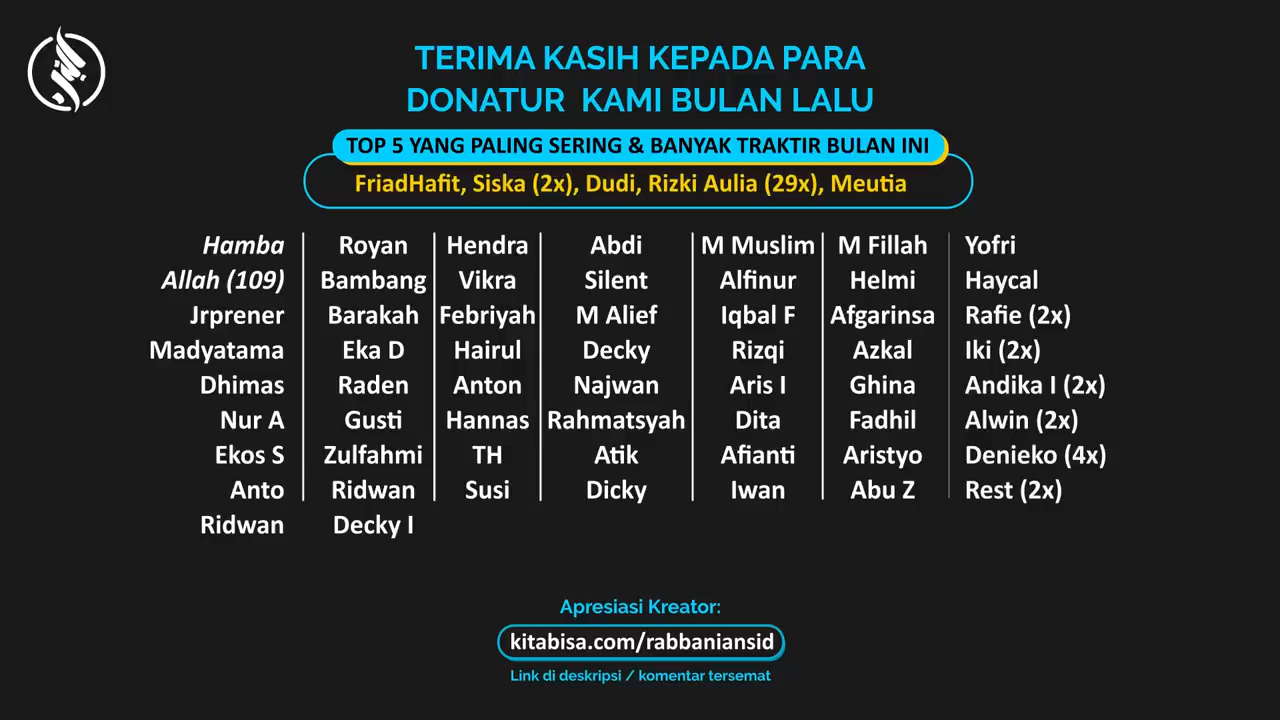 TERIMA KASIH KEPADA PARA
DONATUR KAMI BULAN LALU
TOP 5 YANG PALING SERING & BANYAK TRAKTIR BULAN INI
FriadHafit, Siska (2x), Dudi, Rizki Aulia (29x), Meutia
Hamba
Allah (109)
Jrprener
Madyatama
Dhimas
Nur A
Ekos S
Anto
Ridwan
Royan
Bambang
Barakah
Eka D
Raden
Gusti
Zulfahmi
Ridwan
Decky I
Hendra
Vikra
Febriyah
Hairul
Anton
Hannas
TH
Susi
Abdi
Silent
M Alief
Decky
Najwan
Rahmatsyah
Atik
Dicky
M Muslim
Alfinur
Iqbal F
Rizqi
Aris I
Dita
Afianti
Iwan
M Fillah
Helmi
Afgarinsa
Azkal
Ghina
Fadhil
Aristyo
Abu Z
Yofri
Haycal
Rafie (2x)
Iki (2x)
Andika I (2x)
Alwin (2x)
Denieko (4x)
Rest (2x)
Apresiasi Kreator:
kitabisa.com/rabbaniansid
Link di deskripsi / komentar tersemat